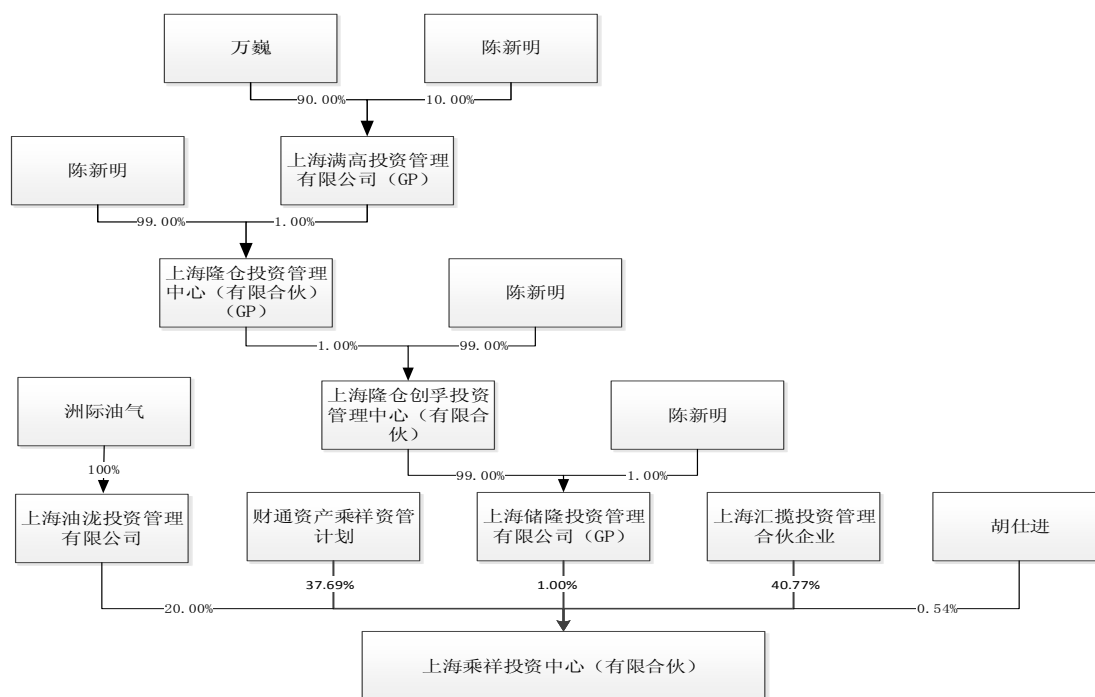 万巍
陈新明
90.00%
10.00%
陈新明
上海满高投资管理
有限公司（GP）
99.00%
1.00%
上海隆仓投资管理
中心（有限合伙）
（GP）
陈新明
1.00%
99.00%
洲际油气
上海隆仓创孚投资
管理中心（有限合
伙）
陈新明
100%
99.00%
1.00%
上海油泷投资管理
有限公司
财通资产乘祥资管
计划
上海储隆投资管理
有限公司（GP）
上海汇揽投资管理
合伙企业
胡仕进
37.69%
1.00%
40.77%
20.00%
0.54%
上海乘祥投资中心（有限合伙）